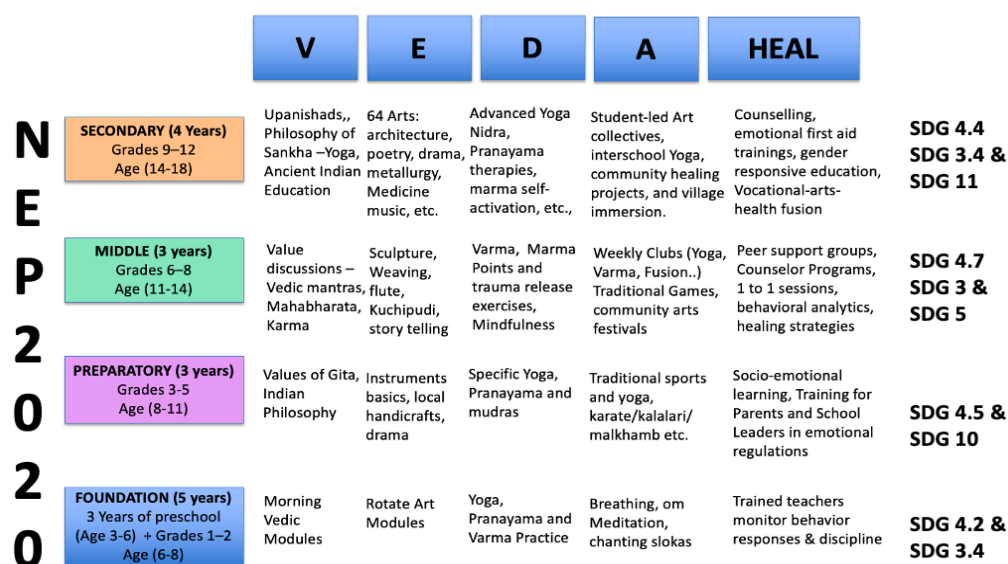 V E D A HEAL
NEP 2020
SECONDARY (4 Years)
Grades 9–12
Age (14-18)
Upanishads,,
Philosophy of
Sankha –Yoga,
Ancient Indian
Education
64 Arts:
architecture,
poetry, drama,
metallurgy,
Medicine
music, etc.
Advanced Yoga
Nidra,
Pranayama
therapies,
marma self-
activation, etc.,
Student-led Art
collectives,
interschool Yoga,
community healing
projects, and village
immersion.
Counselling,
emotional first aid
trainings, gender
responsive education,
Vocational-arts-
health fusion
SDG 4.4
SDG 3.4 &
SDG 11
MIDDLE (3 years)
Grades 6–8
Age (11-14)
Value
discussions –
Vedic mantras,
Mahabharata,
Karma
Sculpture,
Weaving,
flute,
Kuchipudi,
story telling
Varma, Marma
Points and
trauma release
exercises,
Mindfulness
Weekly Clubs (Yoga,
Varma, Fusion..)
Traditional Games,
community arts
festivals
Peer support groups,
Counselor Programs,
1 to 1 sessions,
behavioral analytics,
healing strategies
SDG 4.7
SDG 3 &
SDG 5
PREPARATORY (3 years)
Grades 3-5
Age (8-11)
Values of Gita,
Indian
Philosophy
Instruments
basics, local
handicrafts,
drama
Specific Yoga,
Pranayama and
mudras
Traditional sports
and yoga,
karate/kalalari/
malkhamb etc.
Socio-emotional
learning, Training for
Parents and School
Leaders in emotional
regulations
SDG 4.5 &
SDG 10
FOUNDATION (5 years)
3 Years of preschool
(Age 3-6) + Grades 1–2
Age (6-8)
Morning
Vedic
Modules
Rotate Art
Modules
Yoga,
Pranayama and
Varma Practice
Breathing, om
Meditation,
chanting slokas
Trained teachers
monitor behavior
responses & discipline
SDG 4.2 &
SDG 3.4